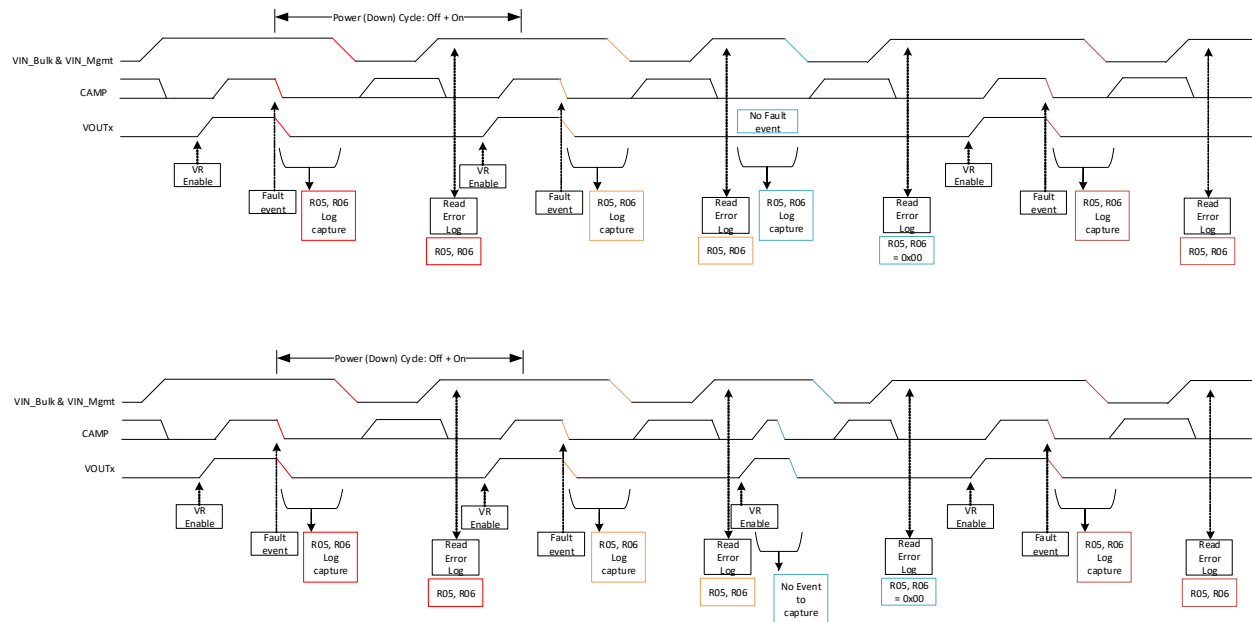 Power (Down) Cycle: Off + On
VIN_Bulk & VIN_Mgmt
CAMP
VOUTx
No Fault
event
VR
Enable
Fault
event
R05, R06
Log
capture
Read
Error
Log
R05, R06
VR
Enable
Fault
event
R05, R06
Log
capture
Read
Error
Log
R05, R06
R05, R06
Log
capture
Read
Error
Log
R05, R06
= 0x00
VR
Enable
Fault
event
R05, R06
Log
capture
Read
Error
Log
R05, R06
Power (Down) Cycle: Off + On
VIN_Bulk & VIN_Mgmt
CAMP
VOUTx
VR
Enable
Fault
event
R05, R06
Log
capture
Read
Error
Log
R05, R06
VR
Enable
Fault
event
R05, R06
Log
capture
VR
Enable
Read
Error
Log
R05, R06
No Event
to
capture
Read
Error
Log
R05, R06
= 0x00
VR
Enable
Fault
event
R05, R06
Log
capture
Read
Error
Log
R05, R06